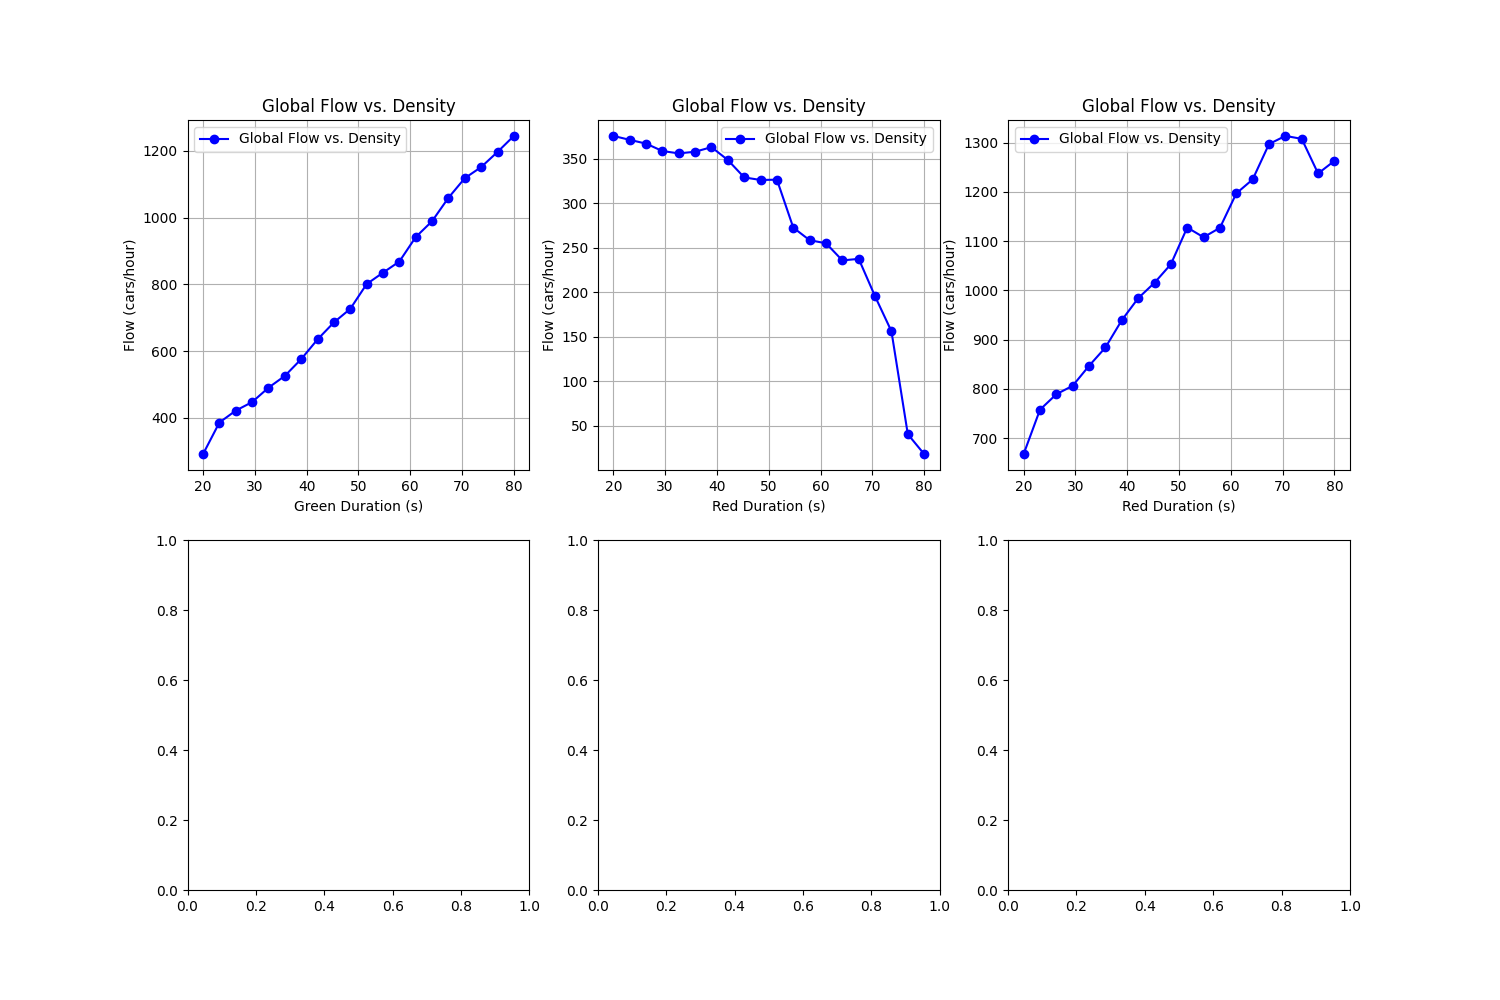 Global Flow vs. Density Global Flow vs. Density Global Flow vs. Density
Global Flow vs. Density
1200
1000
800
600
400
Flow (cars/hour)
20 30 40 50 60 70 80
Green Duration (s)
Global Flow vs. Density
350
300
250
200
150
100
50
Flow (cars/hour)
20 30 40 50 60 70 80
Red Duration (s)
Global Flow vs. Density
1300
1200
1100
1000
900
800
700
Flow (cars/hour)
20 30 40 50 60 70 80
Red Duration (s)
1.0
0.8
0.6
0.4
0.2
0.0
0.0 0.2 0.4 0.6 0.8 1.0
1.0
0.8
0.6
0.4
0.2
0.0
0.0 0.2 0.4 0.6 0.8 1.0
1.0
0.8
0.6
0.4
0.2
0.0
0.0 0.2 0.4 0.6 0.8 1.0